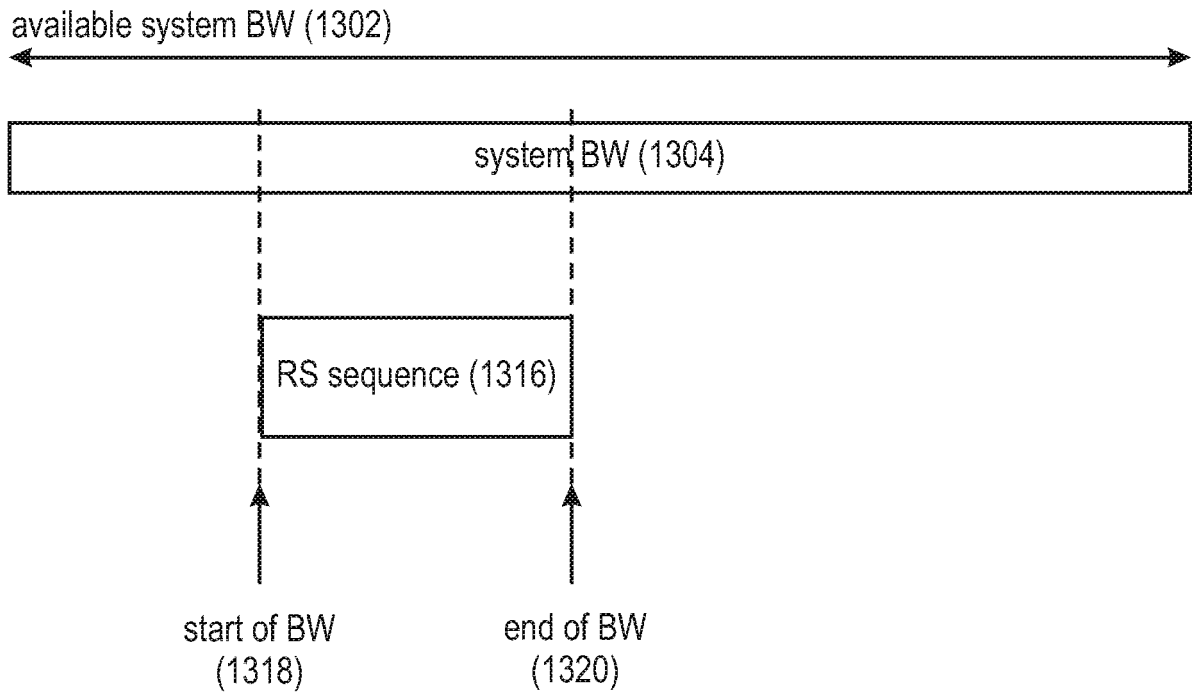 available system BW (1302)
system BW (1304)
RS sequence (1316)
start of BW
(1318)
end of BW
(1320)